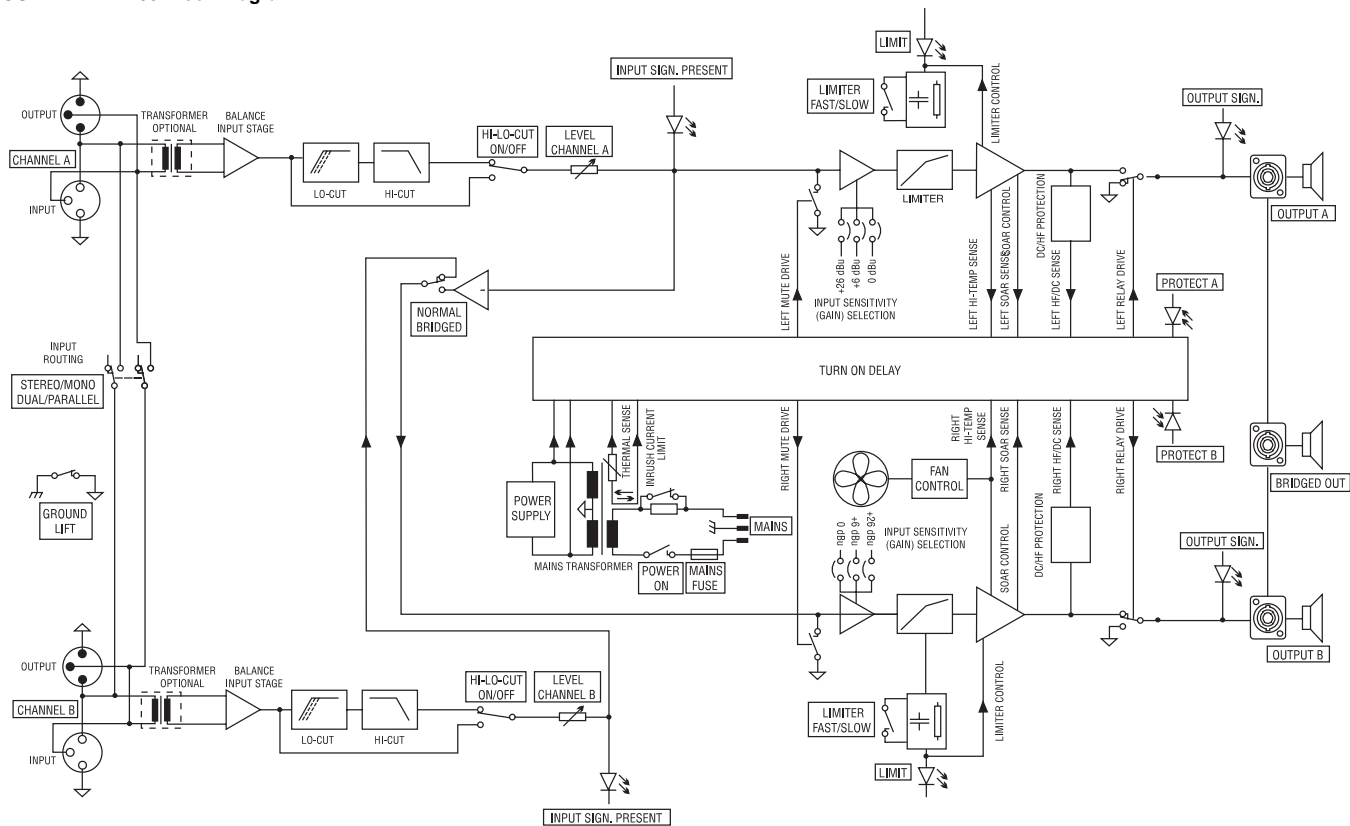 LIMIT
LIMITER
FAST/SLOW
LIMITER CONTROL
INPUT SIGN. PRESENT
OUTPUT SIGN.
OUTPUT
TRANSFORMER
OPTIONAL
BALANCE
INPUT STAGE
HI-LO-CUT
ON/OFF
LEVEL
CHANNEL A
CHANNEL A
INPUT
LO-CUT
HI-CUT
LIMITER
OUTPUT A
+26 dBu
+6 dBu
0 dBu
INPUT SENSITIVITY
(GAIN) SELECTION
LEFT MUTE DRIVE
LEFT HI-TEMP SENSE
LEFT SOAR SENSE
SOAR CONTROL
DC/HF PROTECTION
LEFT HF/DC SENSE
LEFT RELAY DRIVE
PROTECT A
NORMAL
BRIDGED
INPUT
ROUTING
STEREO/MONO
DUAL/PARALLEL
TURN ON DELAY
THERMAL SENSE
INRUSH CURRENT
LIMIT
RIGHT MUTE DRIVE
RIGHT
HI-TEMP
SENSE
RIGHT SOAR SENSE
RIGHT HF/DC SENSE
RIGHT RELAY DRIVE
PROTECT B
GROUND
LIFT
POWER
SUPPLY
MAINS
FAN
CONTROL
BRIDGED OUT
MAINS TRANSFORMER
POWER
ON
MAINS
FUSE
0 dBu
+6 dBu
+26 dBu
INPUT SENSITIVITY
(GAIN) SELECTION
SOAR CONTROL
DC/HF PROTECTION
OUTPUT SIGN.
OUTPUT B
OUTPUT
TRANSFORMER
OPTIONAL
BALANCE
INPUT STAGE
HI-LO-CUT
ON/OFF
LEVEL
CHANNEL B
CHANNEL B
INPUT
LO-CUT
HI-CUT
LIMITER
FAST/SLOW
LIMITER CONTROL
LIMIT
INPUT SIGN. PRESENT